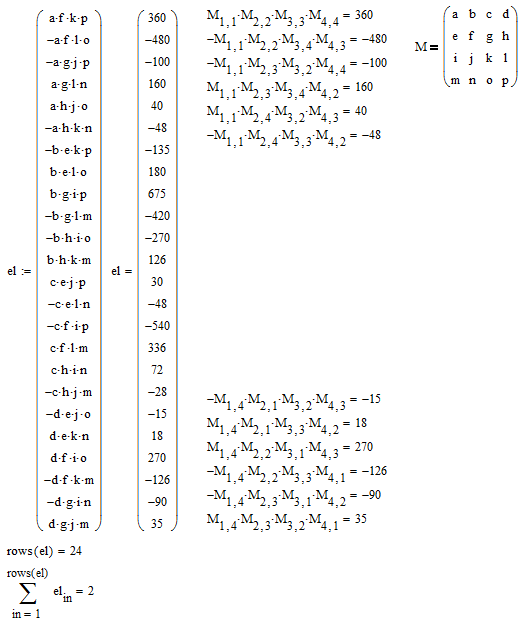 a·f·k·p 360 M1,1·M2,2·M3,3·M4,4 = 360
−a·f·l·o −480 −M1,1·M2,2·M3,4·M4,3 = −480
−a·g·j·p −100 −M1,1·M2,3·M3,2·M4,4 = −100
a·g·l·n 160 M1,1·M2,3·M3,4·M4,2 = 160
a·h·j·o 40 M1,1·M2,4·M3,2·M4,3 = 40
−a·h·k·n −48 −M1,1·M2,4·M3,3·M4,2 = −48
M = a b c d
e f g h
i j k l
m n o p
−b·e·k·p −135
b·e·l·o 180
b·g·i·p 675
−b·g·l·m −420
−b·h·i·o −270
el := b·h·k·m el = 126
c·e·j·p 30
−c·e·l·n −48
−c·f·i·p −540
c·f·l·m 336
c·h·i·n 72
−c·h·j·m −28 −M1,4·M2,1·M3,2·M4,3 = −15
−d·e·j·o −15 M1,4·M2,1·M3,3·M4,2 = 18
d·e·k·n 18 M1,4·M2,2·M3,1·M4,3 = 270
d·f·i·o 270 −M1,4·M2,2·M3,3·M4,1 = −126
−d·f·k·m −126 −M1,4·M2,3·M3,1·M4,2 = −90
−d·g·i·n −90 M1,4·M2,3·M3,2·M4,1 = 35
d·g·j·m 35
rows(el) = 24
rows(el)
∑ el in = 2
in = 1